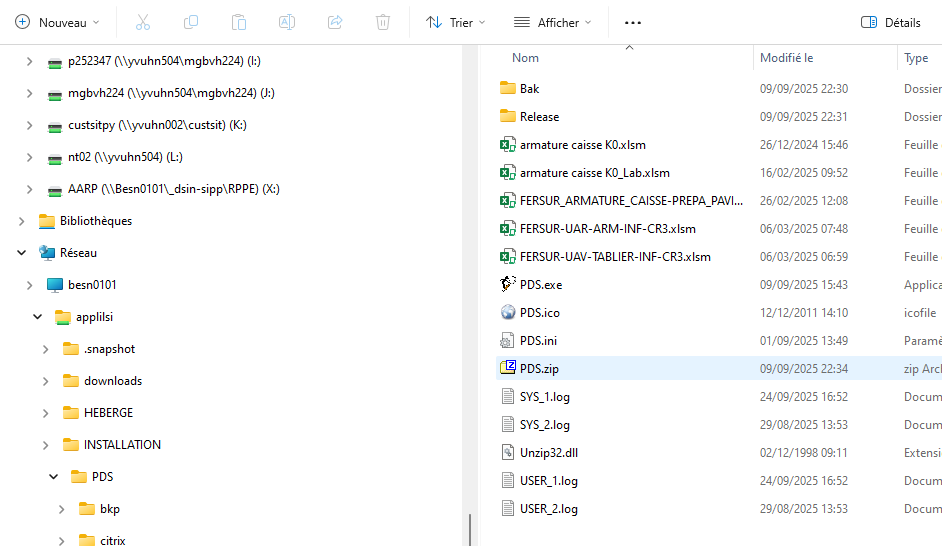 Nouveau Trier Afficher ... Détails
p252347 (\\yvuhn504\mgbvh224) (I:)
mgbvh224 (\\yvuhn504\mgbvh224) (J:)
custsitpy (\\yvuhn002\custsit) (K:)
nt02 (\\yvuhn504) (L:)
AARP (\\Besn0101\_dsin-sipp\RPPE) (X:)
Bibliothèques
Réseau
besn0101
applilsi
.snapshot
downloads
HEBERGE
INSTALLATION
PDS
bkp
citrix
Nom Modifié le Type
Bak 09/09/2025 22:30 Dossier
Release 09/09/2025 22:31 Dossier
armature caisse K0.xlsm 26/12/2024 15:46 Feuille
armature caisse K0_Lab.xlsm 16/02/2025 09:52 Feuille
FERSUR_ARMATURE_CAISSE-PREPA_PAVI... 26/02/2025 12:08 Feuille
FERSUR-UAR-ARM-INF-CR3.xlsm 06/03/2025 07:48 Feuille
FERSUR-UAV-TABLIER-INF-CR3.xlsm 06/03/2025 06:59 Feuille
PDS.exe 09/09/2025 15:43 Applica
PDS.ico 12/12/2011 14:10 icofile
PDS.ini 01/09/2025 13:49 Paramè
PDS.zip 09/09/2025 22:34 zip Arc
SYS_1.log 24/09/2025 16:52 Docum
SYS_2.log 29/08/2025 13:53 Docum
Unzip32.dll 02/12/1998 09:11 Extensi
USER_1.log 24/09/2025 16:52 Docum
USER_2.log 29/08/2025 13:53 Docum